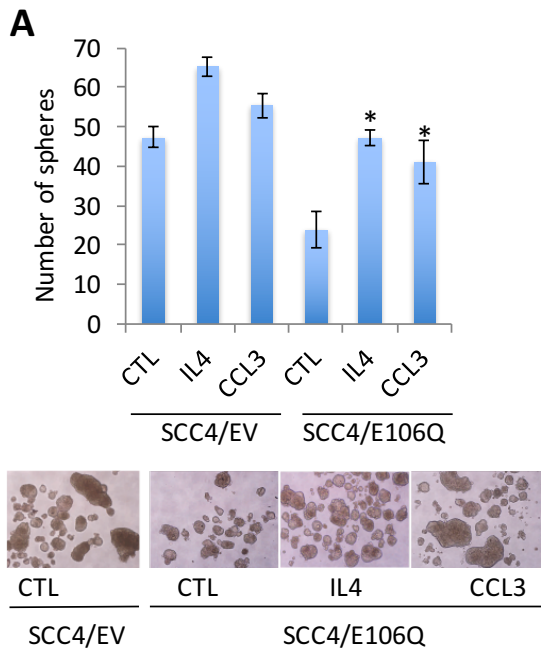 A
Number of spheres
70
60
50
40
30
20
10
0
* *
CTL IL4 CCL3 CTL IL4 CCL3
SCC4/EV SCC4/E106Q
CTL CTL IL4 CCL3
SCC4/EV SCC4/E106Q